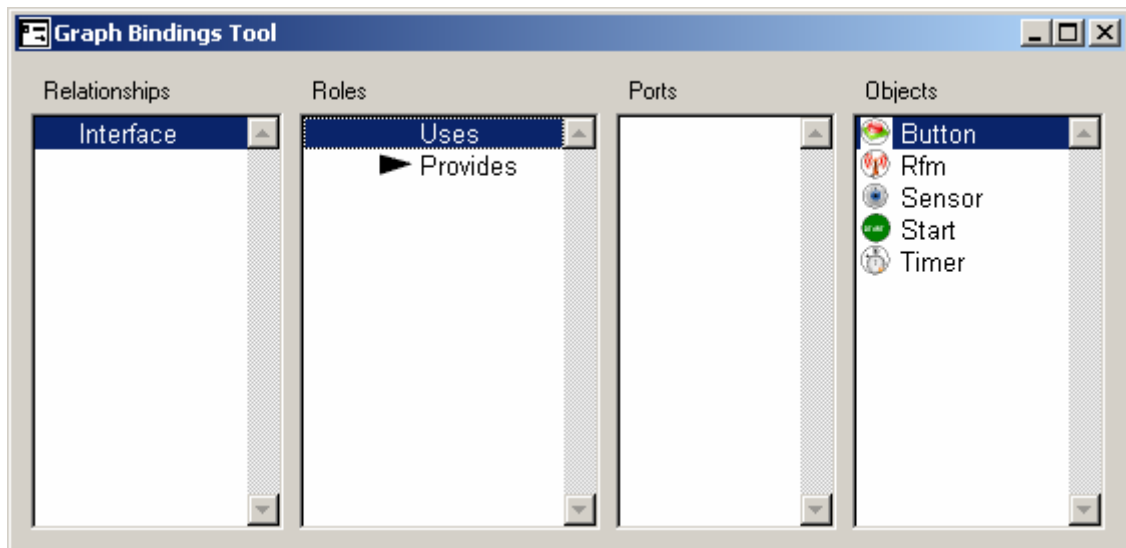 Graph Bindings Tool
Relationships
Interface
Roles
Uses
Provides
Ports
Objects
Button
Rfm
Sensor
Start
Timer